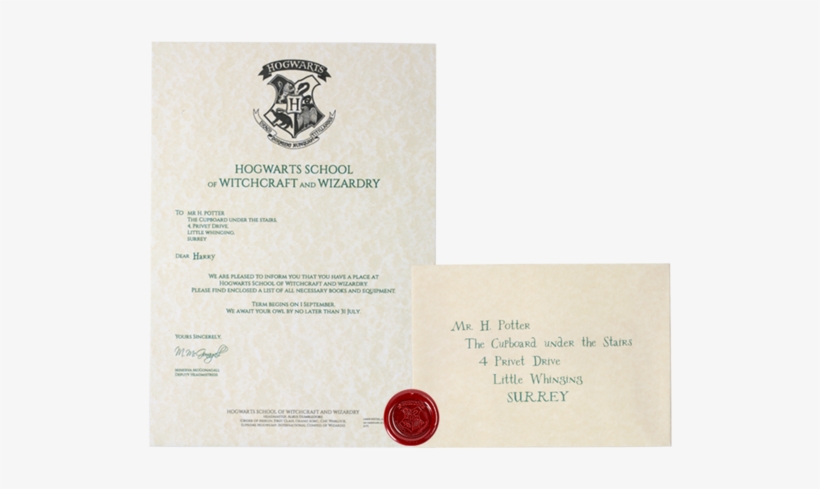 HOGWARTS
HOGWARTS SCHOOL
OF WITCHCRAFT AND WIZARDRY
TO MR H. POTTER
THE CUPBOARD UNDER THE STAIRS,
4, PRIVET DRIVE,
LITTLE WHINGING,
SURREY
DEAR Harry
WE ARE PLEASED TO INFORM YOU THAT YOU HAVE A PLACE AT
HOGWARTS SCHOOL OF WITCHCRAFT AND WIZARDRY
PLEASE FIND ENCLOSED A LIST OF ALL NECESSARY BOOKS AND EQUIPMENT
TERM BEGINS ON 1 SEPTEMBER,
WE AWAIT YOUR OWL BY NO LATER THAN 31 JULY.
YOURS SINCERELY,
M. McGonagall
MINERVA MCGONAGALL
DEPUTY HEADMISTRESS
HOGWARTS SCHOOL OF WITCHCRAFT AND WIZARDRY
Mr. H. Potter
The Cupboard under the Stairs
4 Privet Drive
Little Whinging
SURREY